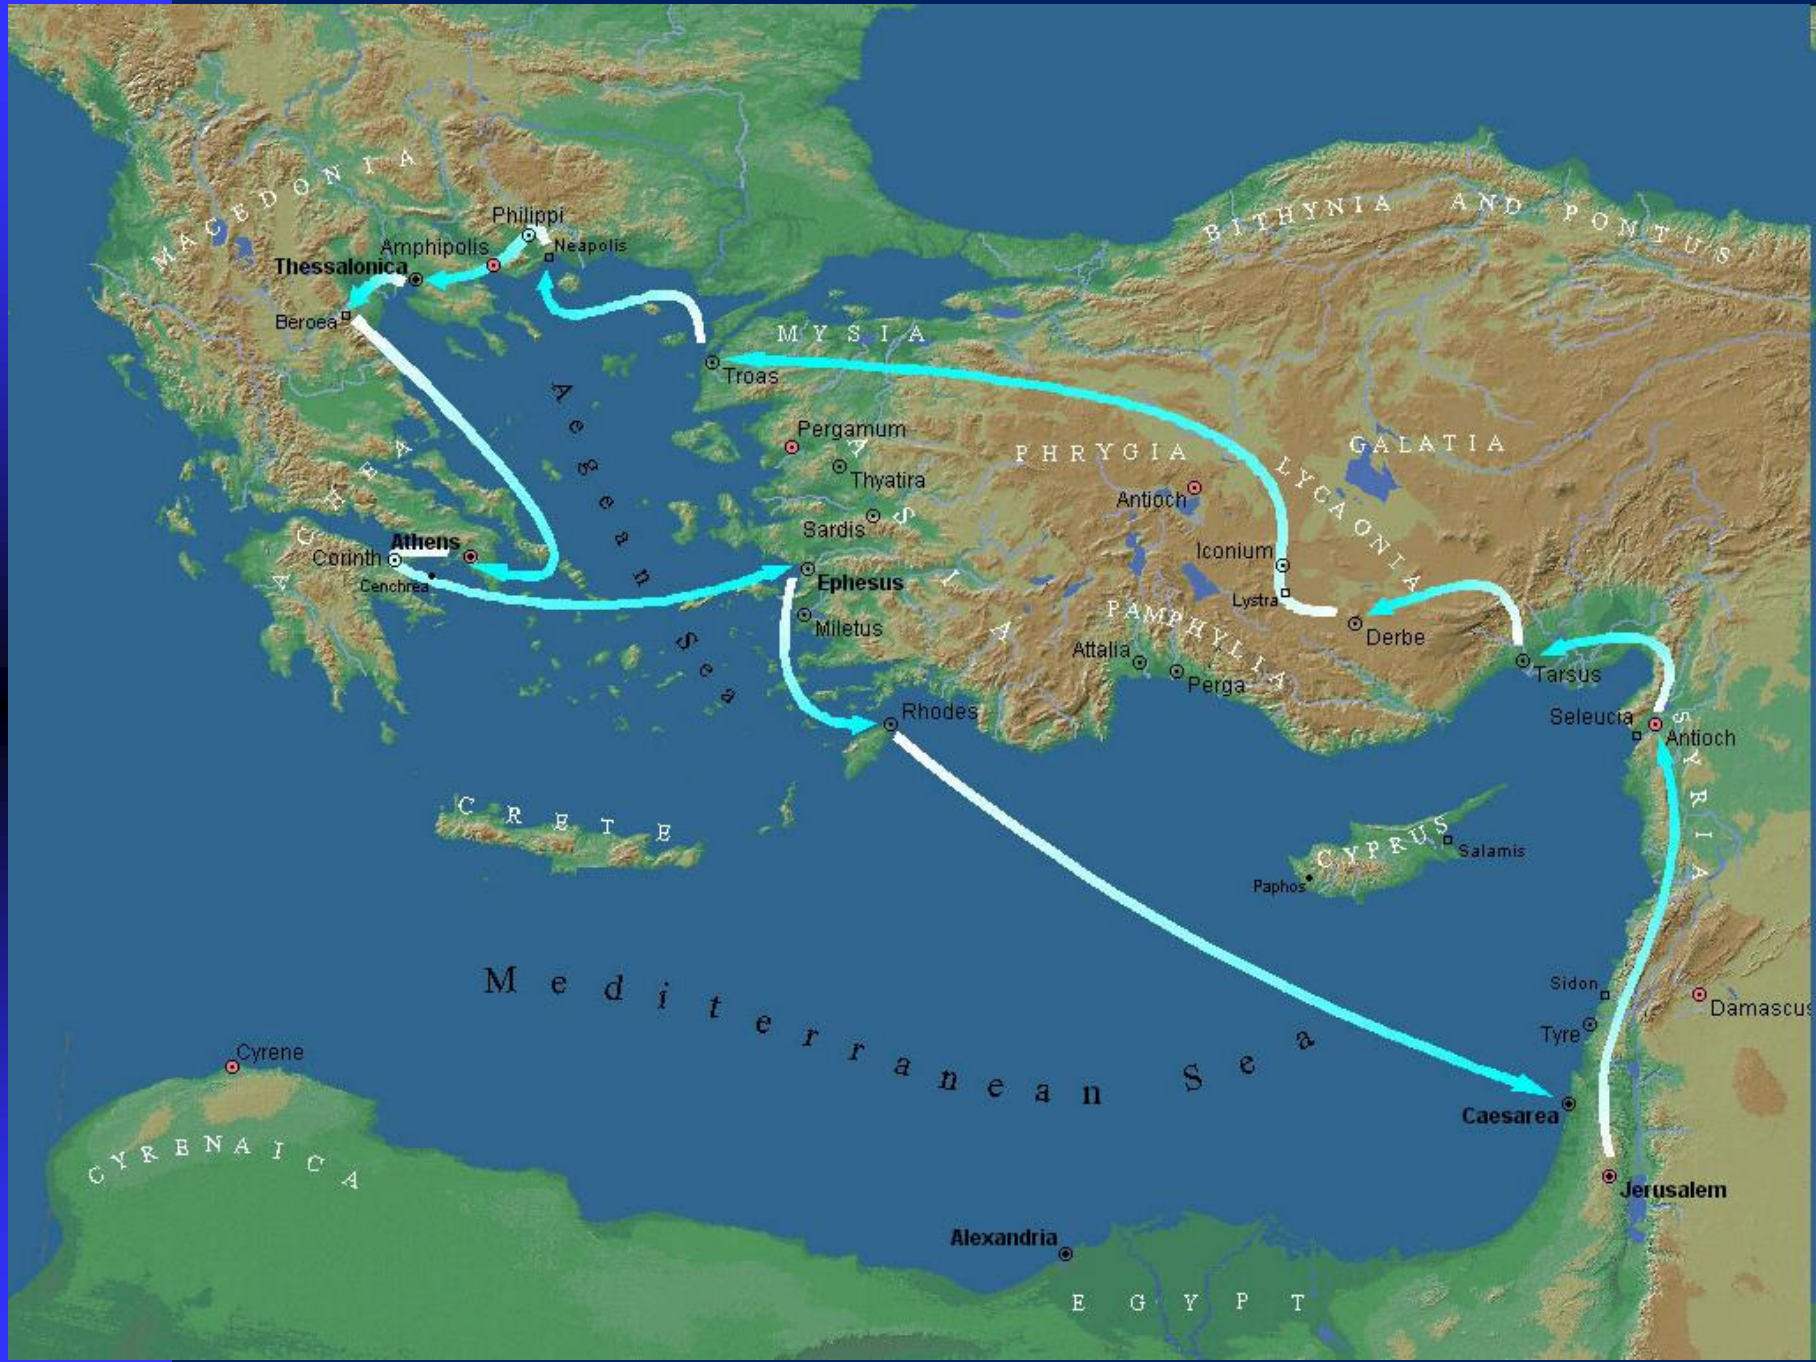 BITHYNIA AND PONTUS
MACEDONIA
Philippi
Neapolis
Amphipolis
Thessalonica
Beroea
MYSIA
Troas
Aegean Sea
Pergamum
Thyatira
Sardis
ASIA
PHRYGIA
GALATIA
LYCAONIA
Antioch
ACHEA
Athens
Corinth
Cenchrea
Ephesus
Miletus
Iconium
Lystra
Derbe
PAMPHYLIA
Attalia
Perga
Tarsus
Rhodes
Seleucia
Antioch
SYRIA
CRETE
CYPRUS
Salamis
Paphos
Mediterranean Sea
Sidon
Tyre
Damascus
Cyrene
CYRENAICA
Caesarea
Jerusalem
Alexandria
EGYPT